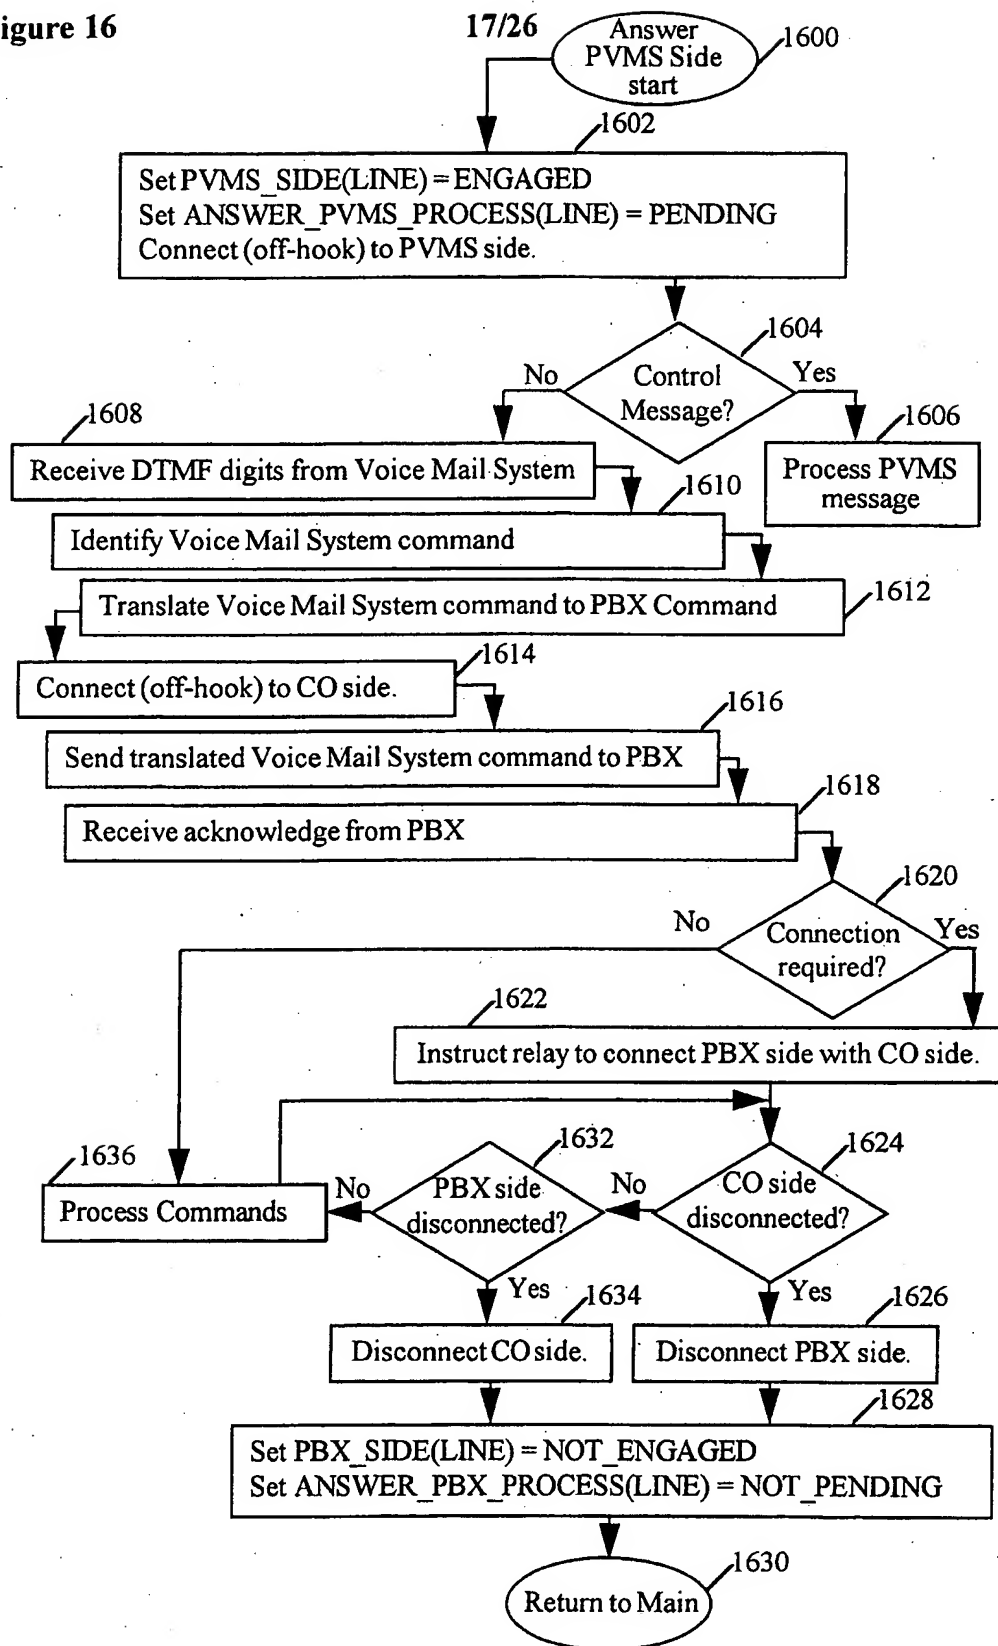 igure 16
17/26
Answer
PVMS Side
start
1600
1602
Set PVMS_SIDE(LINE) = ENGAGED
Set ANSWER_PVMS_PROCESS(LINE) = PENDING
Connect (off-hook) to PVMS side.
1604
Control
Message?
No
Yes
1606
Process PVMS
message
1608
Receive DTMF digits from Voice Mail System
1610
Identify Voice Mail System command
1612
Translate Voice Mail System command to PBX Command
1614
Connect (off-hook) to CO side.
1616
Send translated Voice Mail System command to PBX
1618
Receive acknowledge from PBX
1620
Connection
required?
No
Yes
1622
Instruct relay to connect PBX side with CO side.
1624
CO side
disconnected?
No
Yes
1632
PBX side
disconnected?
No
Yes
1636
Process Commands
1634
Disconnect CO side.
1626
Disconnect PBX side.
1628
Set PBX_SIDE(LINE) = NOT_ENGAGED
Set ANSWER_PBX_PROCESS(LINE) = NOT_PENDING
1630
Return to Main